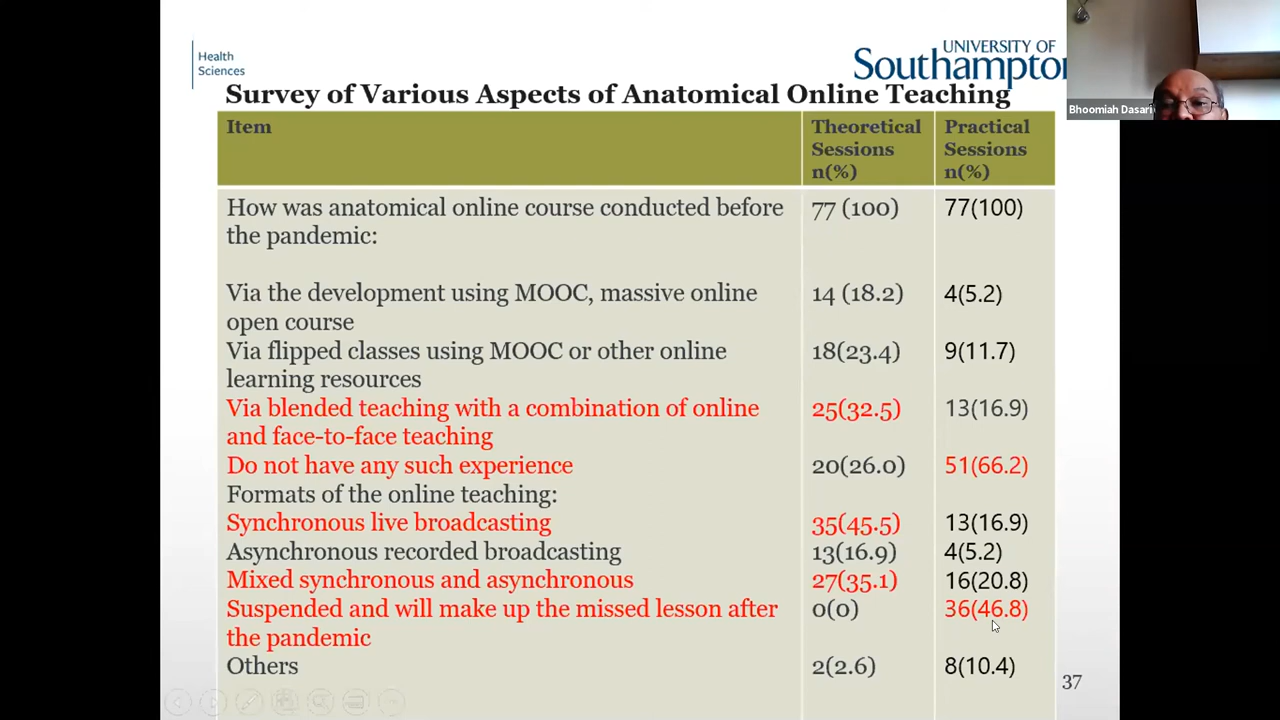 Health
Sciences
UNIVERSITY OF
Southampton
Bhoomiah Dasari
Survey of Various Aspects of Anatomical Online Teaching
Item
Theoretical
Sessions
n(%)
Practical
Sessions
n(%)
How was anatomical online course conducted before 77 (100) 77(100)
the pandemic:
Via the development using MOOC, massive online 14 (18.2) 4(5.2)
open course
Via flipped classes using MOOC or other online 18(23.4) 9(11.7)
learning resources
Via blended teaching with a combination of online 25(32.5) 13(16.9)
and face-to-face teaching
Do not have any such experience 20(26.0) 51(66.2)
Formats of the online teaching:
Synchronous live broadcasting 35(45.5) 13(16.9)
Asynchronous recorded broadcasting 13(16.9) 4(5.2)
Mixed synchronous and asynchronous 27(35.1) 16(20.8)
Suspended and will make up the missed lesson after 0(0) 36(46.8)
the pandemic
Others 2(2.6) 8(10.4)
37